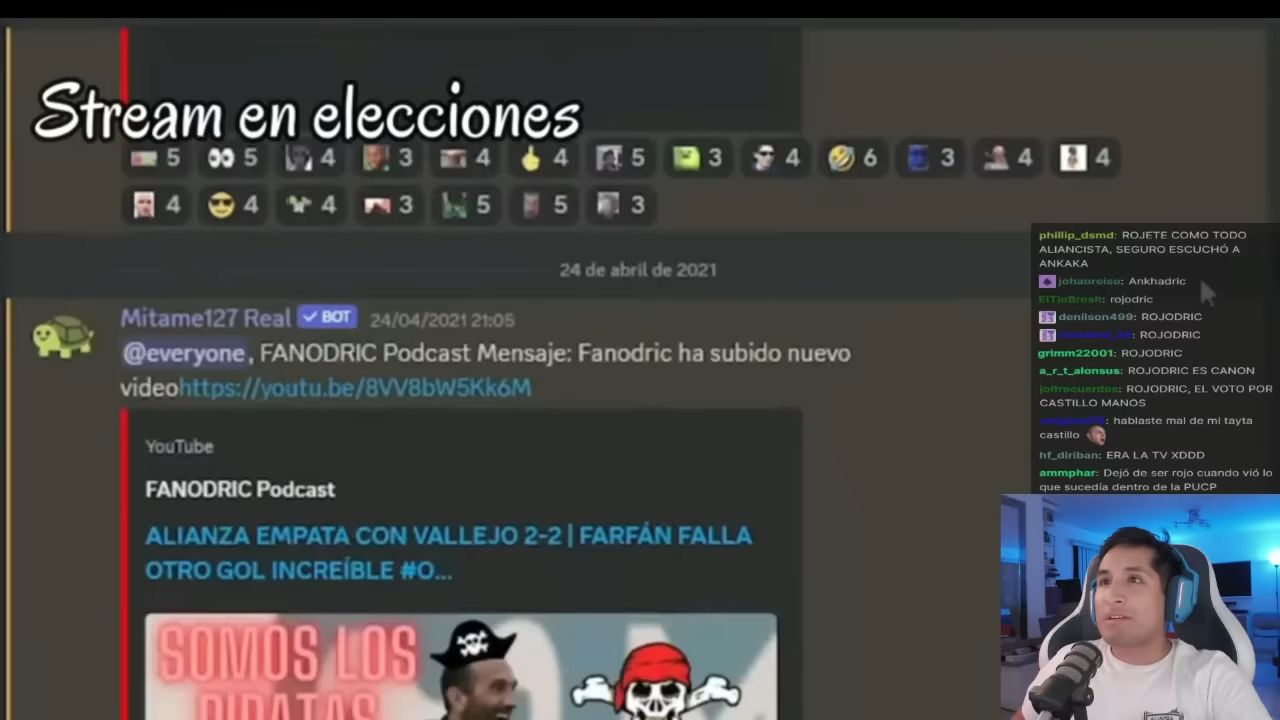 Stream en elecciones
5 5 4 3 4 4 5 3 4 6 3 4 4
4 4 4 3 5 5 3
24 de abril de 2021
Mitame127 Real ✓ BOT 24/04/2021 21:05
@everyone, FANODRIC Podcast Mensaje: Fanodric ha subido nuevo
videohttps://youtu.be/8VV8bW5Kk6M
YouTube
FANODRIC Podcast
ALIANZA EMPATA CON VALLEJO 2-2 | FARFÁN FALLA
OTRO GOL INCREÍBLE #O...
SOMOS LOS
PIRATAS
phillip_dsmd: ROJETE COMO TODO
ALIANCISTA, SEGURO ESCUCHÓ A
ANKAKA
johaoreiso: Ankhadric
ElTioBresh: rojodric
denilson499: ROJODRIC
: ROJODRIC
grimm22001: ROJODRIC
a_r_t_alonsus: ROJODRIC ES CANON
joltrecuerdos: ROJODRIC, EL VOTO POR
CASTILLO MANOS
: hablaste mal de mi tayta
castillo
hf_diriban: ERA LA TV XDDD
ammphar: Dejó de ser rojo cuando vió lo
que sucedía dentro de la PUCP